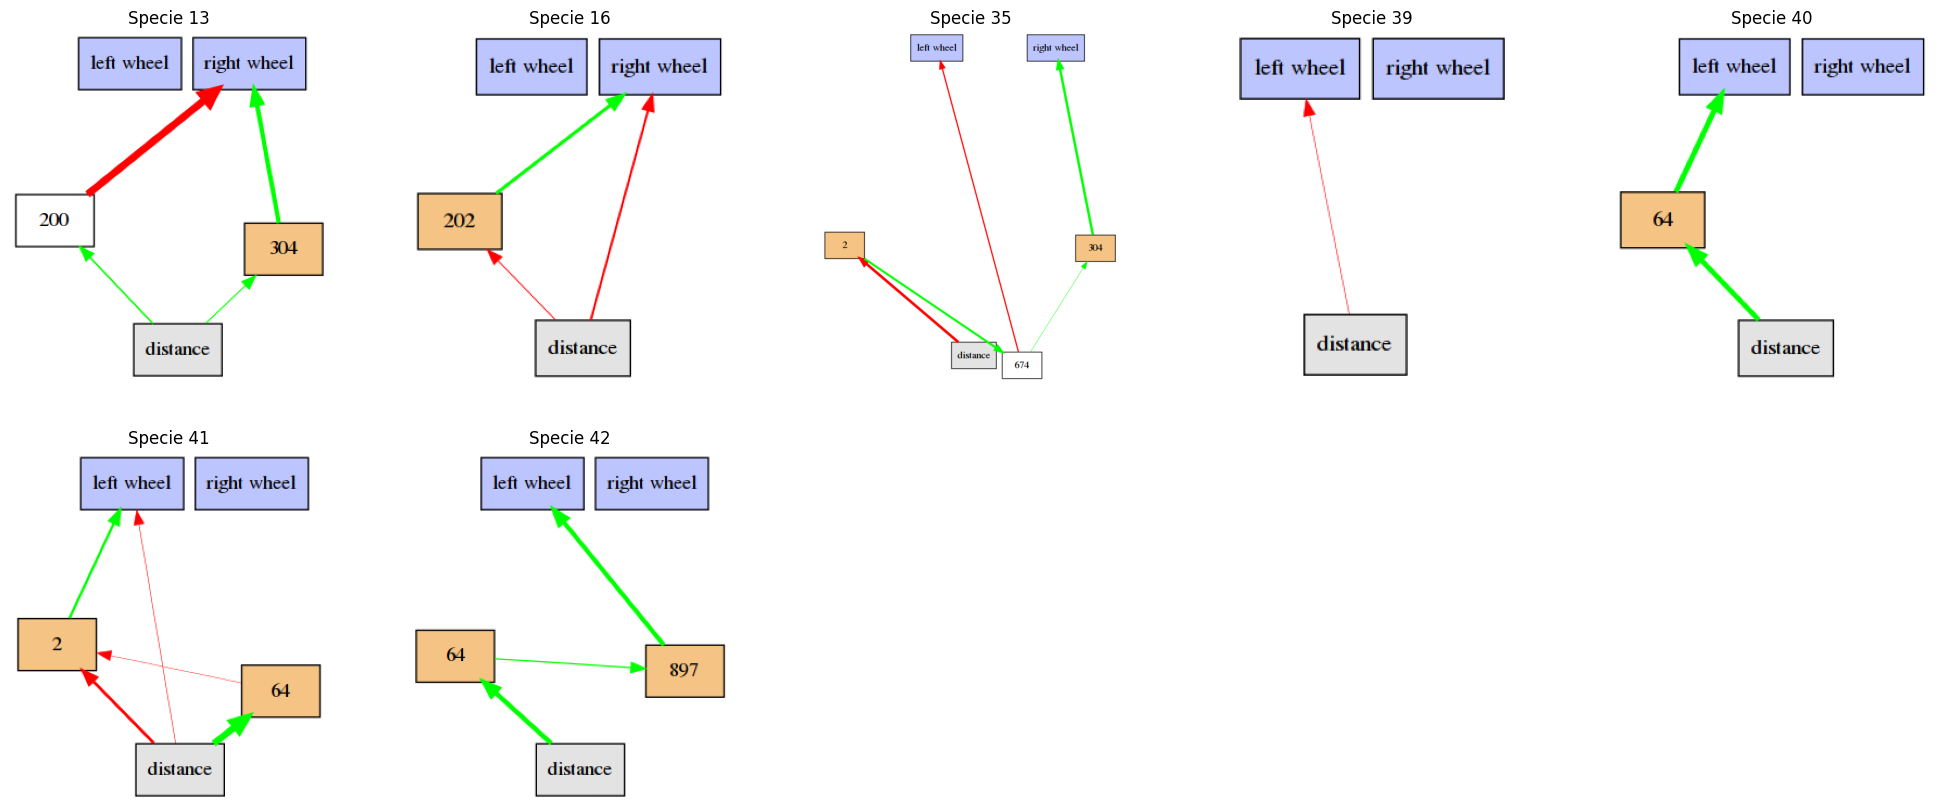 Specie 13
left wheel
right wheel
200
304
distance
Specie 16
left wheel
right wheel
202
distance
Specie 35
left wheel
right wheel
2
304
distance
674
Specie 39
left wheel
right wheel
distance
Specie 40
left wheel
right wheel
64
distance
Specie 41
left wheel
right wheel
2
64
distance
Specie 42
left wheel
right wheel
64
897
distance